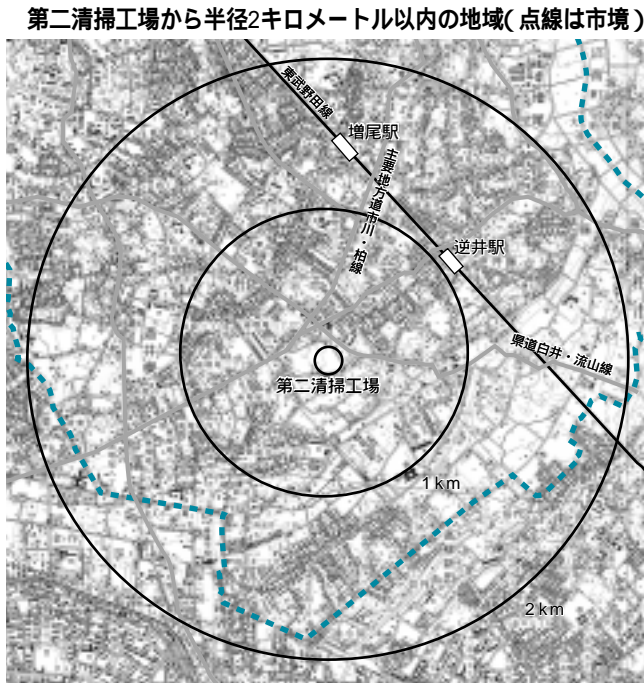 第二清掃工場から半径2キロメートル以内の地域(点線は市境)
東武野田線
増尾駅
主要地方道市川・柏線
逆井駅
県道白井・流山線
第二清掃工場
1km
2km